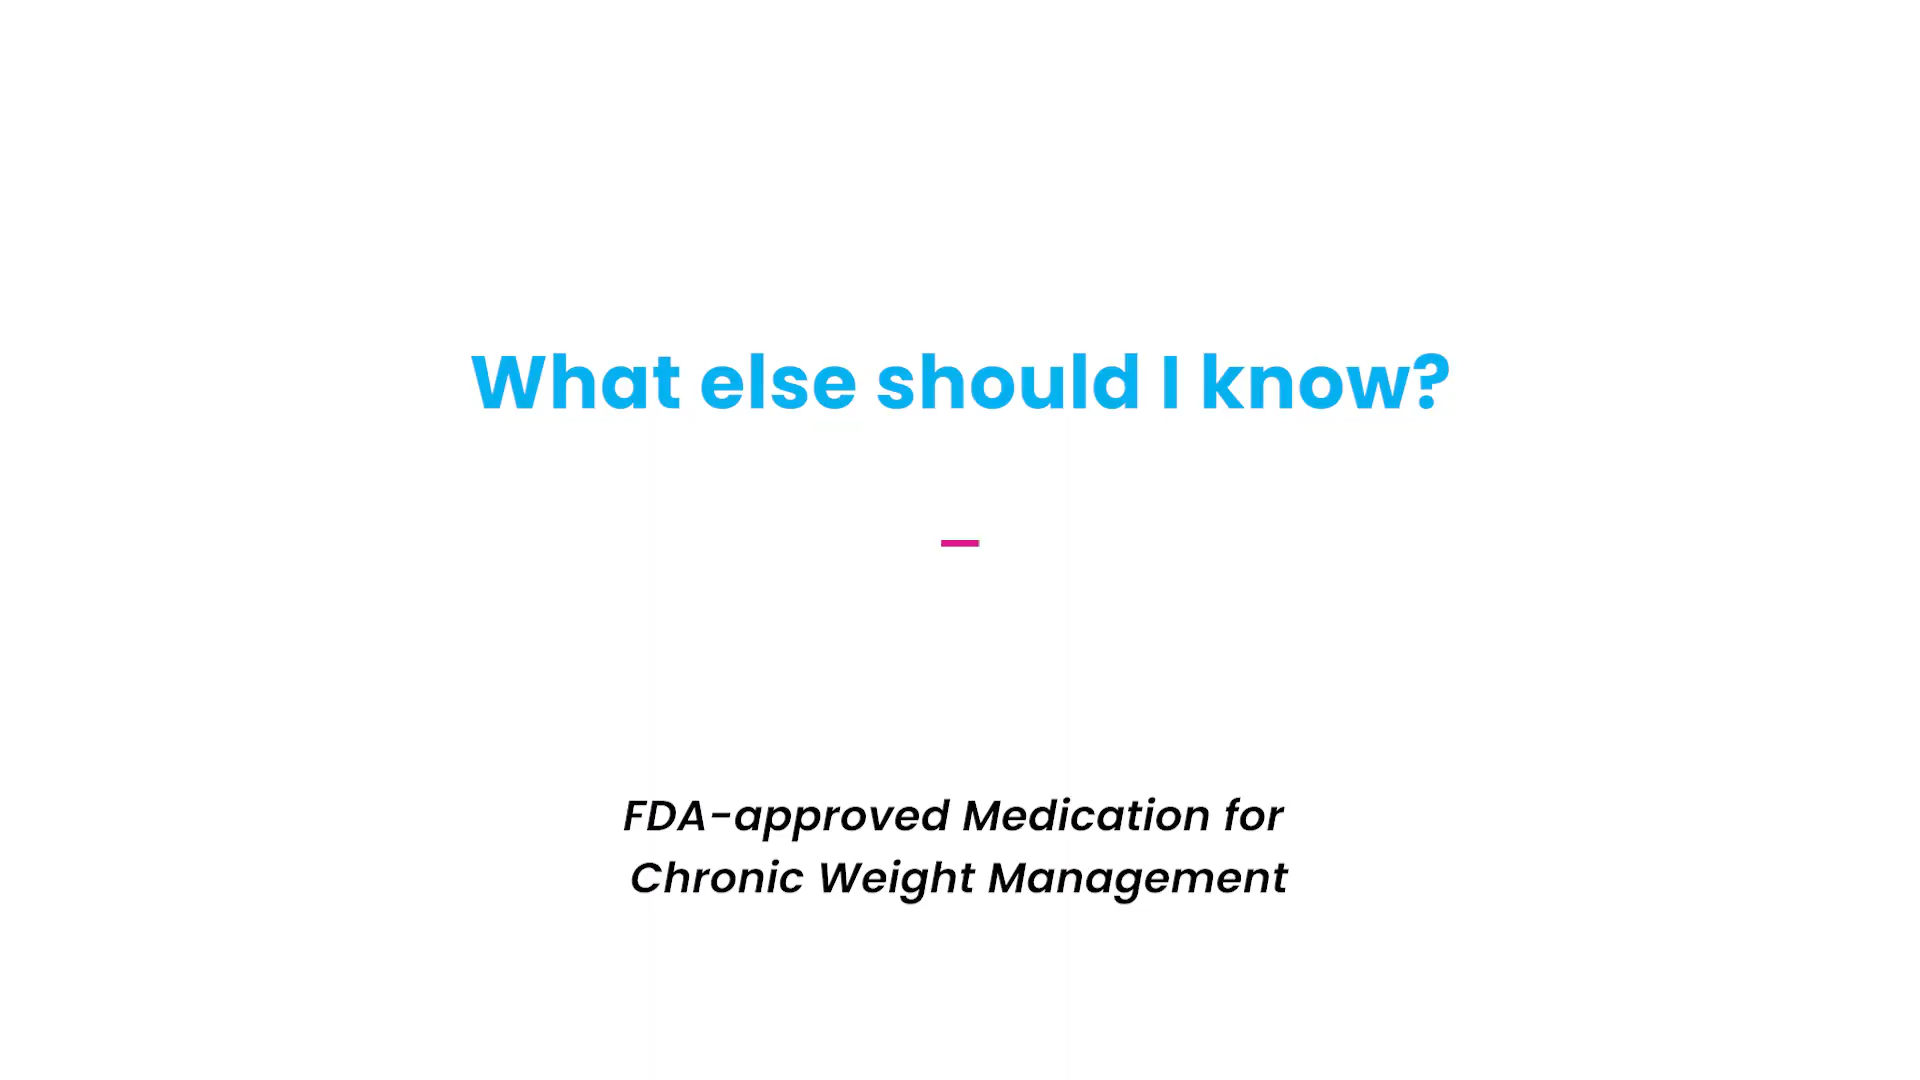 What else should I know?
FDA-approved Medication for
Chronic Weight Management